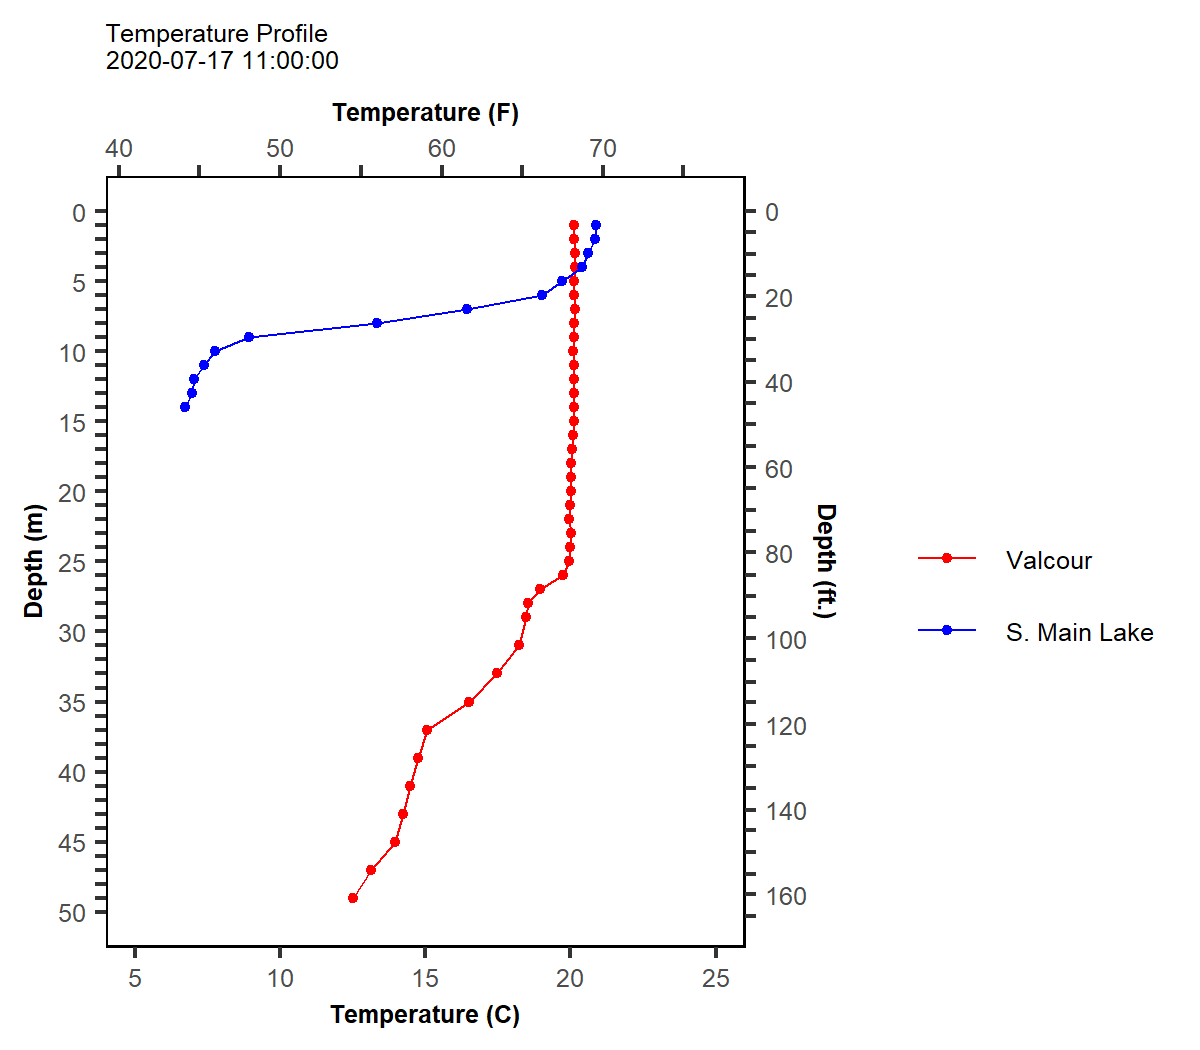 Temperature Profile
2020-07-17 11:00:00
Temperature (F)
40 50 60 70
0
5
10
15
20
25
30
35
40
45
50
Depth (m)
0
20
40
60
80
100
120
140
160
Depth (ft.)
Valcour
S. Main Lake
5 10 15 20 25
Temperature (C)